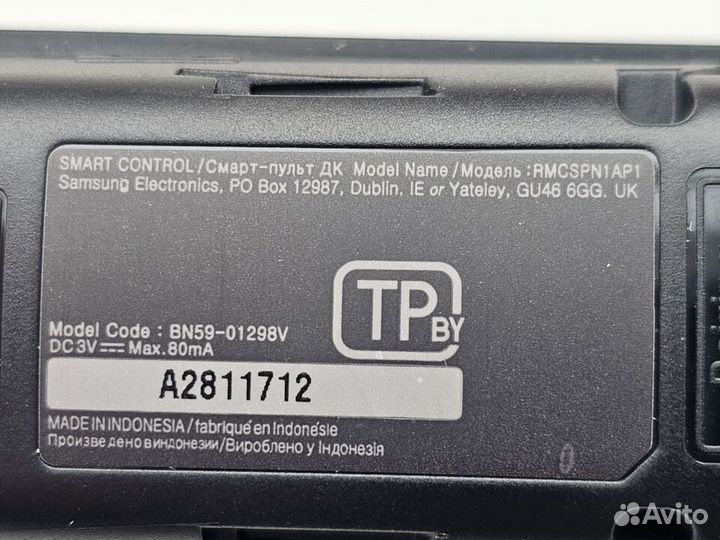 SMART CONTROL/Смарт-пульт ДК Model Name/Модель :RMCSPN1AP1
Samsung Electronics, PO Box 12987, Dublin. IE or Yateley, GU46 6GG. UK
TP BY
Model Code : BN59-01298V
DC 3V⎓ Max.80mA
A2811712
MADE IN INDONESIA / fabriqué en Indonésie
Произведено в Индонезии/Вироблено у Індонезія
0
Avito